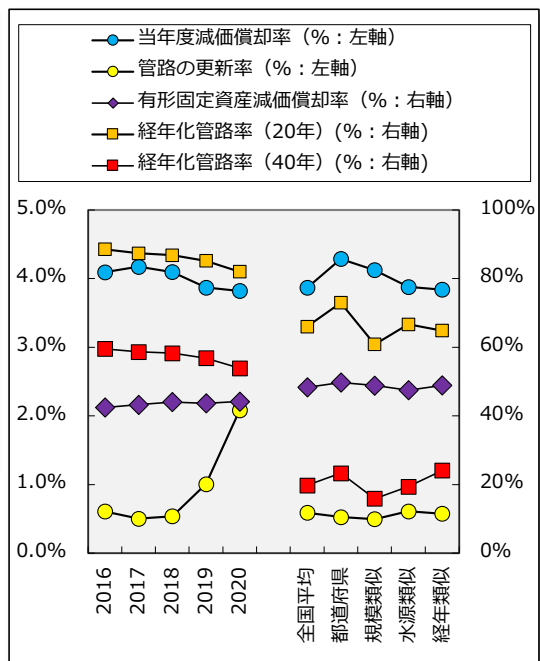 当年度減価償却率（%：左軸）
管路の更新率（%：左軸）
有形固定資産減価償却率（%：右軸）
経年化管路率（20年）(%：右軸)
経年化管路率（40年）(%：右軸)
5.0%
4.0%
3.0%
2.0%
1.0%
0.0%
100%
80%
60%
40%
20%
0%
2016
2017
2018
2019
2020
全国平均
都道府県
規模類似
水源類似
経年類似